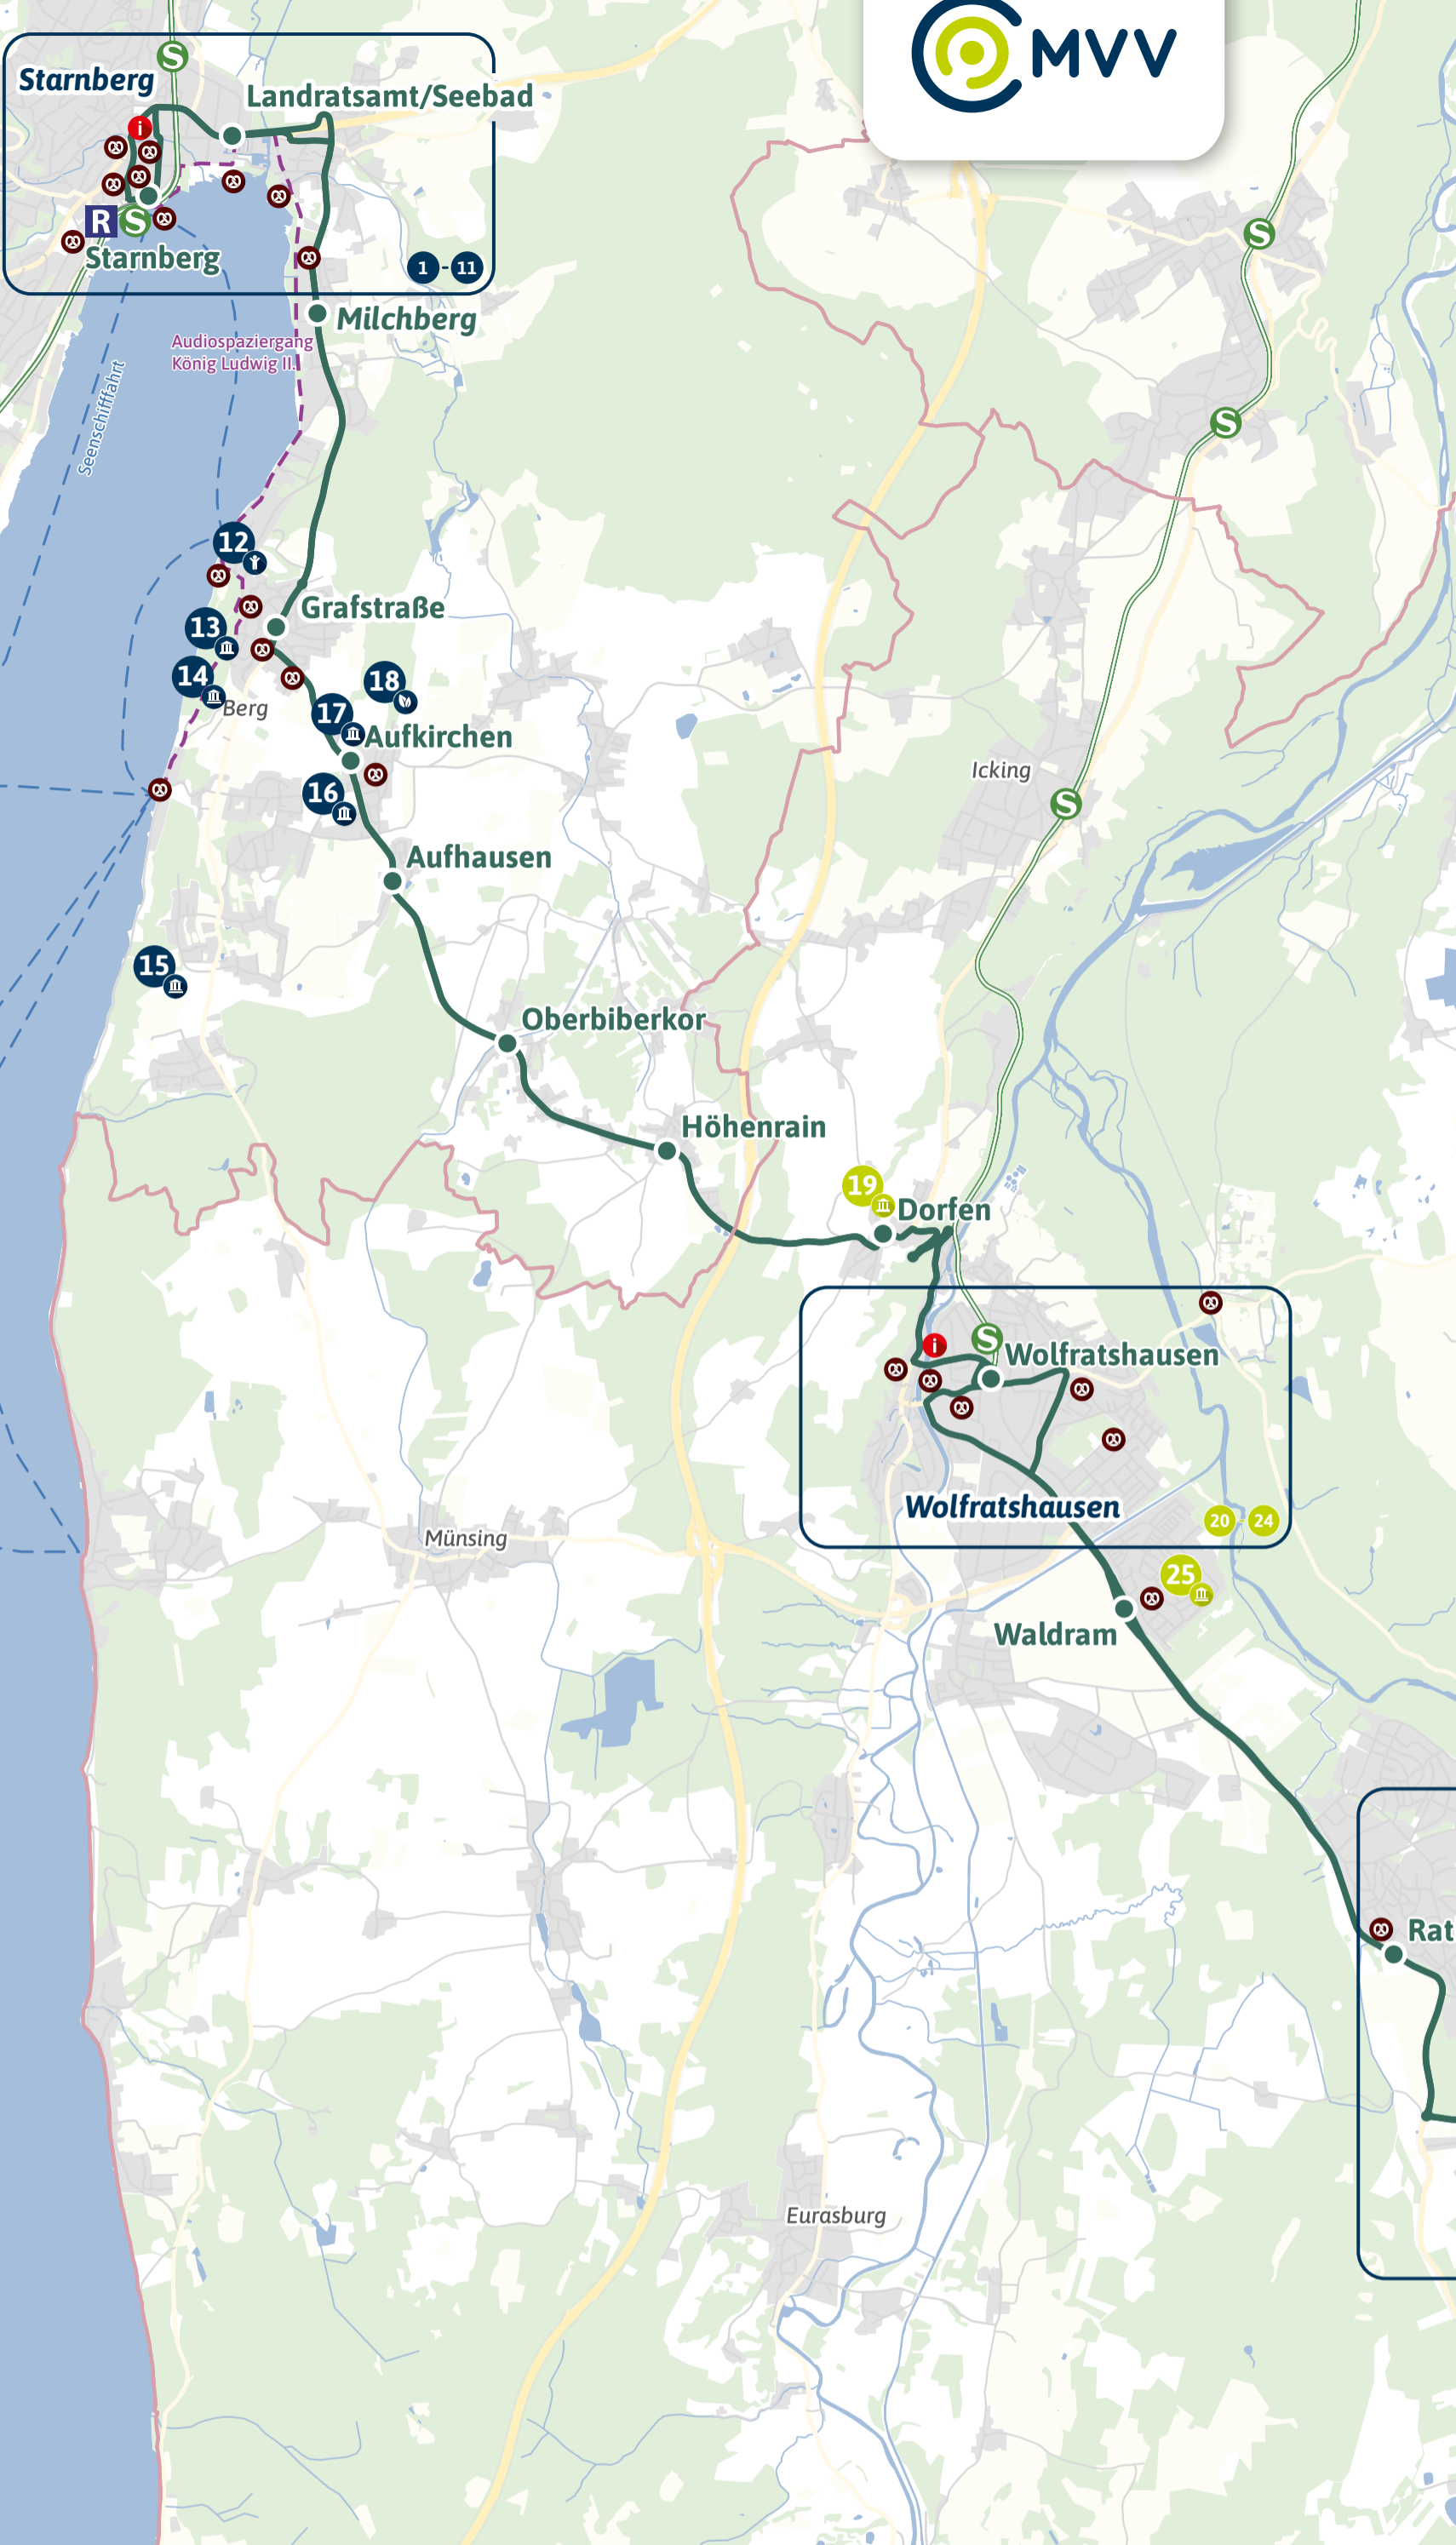 MVV
S
Starnberg
Landratsamt/Seebad
i
R S
Starnberg
1 - 11
Milchberg
Audiospaziergang
König Ludwig II.
Seenschifffahrt
S
S
12
Grafstraße
13
14
18
Berg
17
Aufkirchen
16
Icking
S
Aufhausen
15
Oberbiberkor
Höhenrain
19
Dorfen
i
S
Wolfratshausen
Wolfratshausen
20 - 24
Münsing
25
Waldram
Rat
Eurasburg